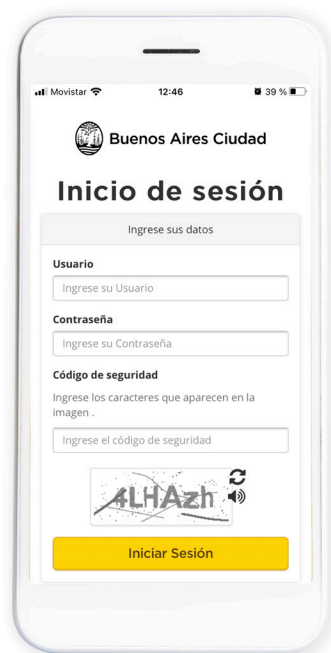 Movistar 12:46 39 %
Buenos Aires Ciudad
Inicio de sesión
Ingrese sus datos
Usuario
Ingrese su Usuario
Contraseña
Ingrese su Contraseña
Código de seguridad
Ingrese los caracteres que aparecen en la
imagen .
Ingrese el código de seguridad
4LHAzh
Iniciar Sesión